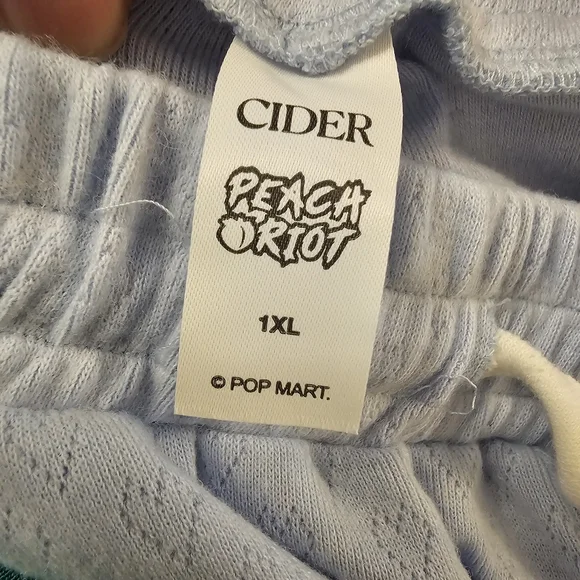 CIDER
PEACH
RIOT
1XL
© POP MART.